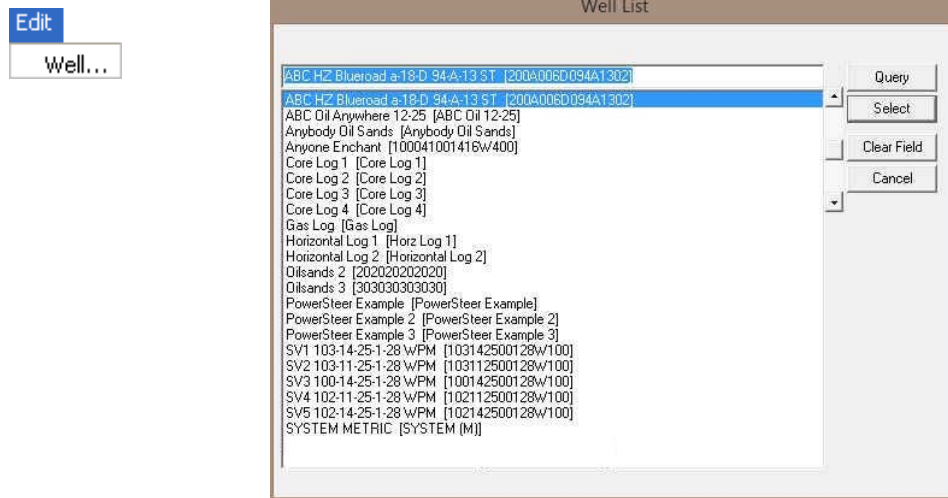 Edit
Well...
Well List
ABC HZ Blueroad a-18-D 94-A-13 ST [200A006D094A1302]
Query
ABC HZ Blueroad a-18-D 94-A-13 ST [200A006D094A1302]
Select
ABC Oil Anywhere 12-25 [ABC Oil 12-25]
Anybody Oil Sands [Anybody Oil Sands]
Anyone Enchant [100041001416W400]
Clear Field
Core Log 1 [Core Log 1]
Core Log 2 [Core Log 2]
Cancel
Core Log 3 [Core Log 3]
Core Log 4 [Core Log 4]
Gas Log [Gas Log]
Horizontal Log 1 [Horz Log 1]
Horizontal Log 2 [Horizontal Log 2]
Oilsands 2 [202020202020]
Oilsands 3 [303030303030]
PowerSteer Example [PowerSteer Example]
PowerSteer Example 2 [PowerSteer Example 2]
PowerSteer Example 3 [PowerSteer Example 3]
SV1 103-14-25-1-28 WPM [103142500128W100]
SV2 103-11-25-1-28 WPM [103112500128W100]
SV3 100-14-25-1-28 WPM [100142500128W100]
SV4 102-11-25-1-28 WPM [102112500128W100]
SV5 102-14-25-1-28 WPM [102142500128W100]
SYSTEM METRIC [SYSTEM (M)]